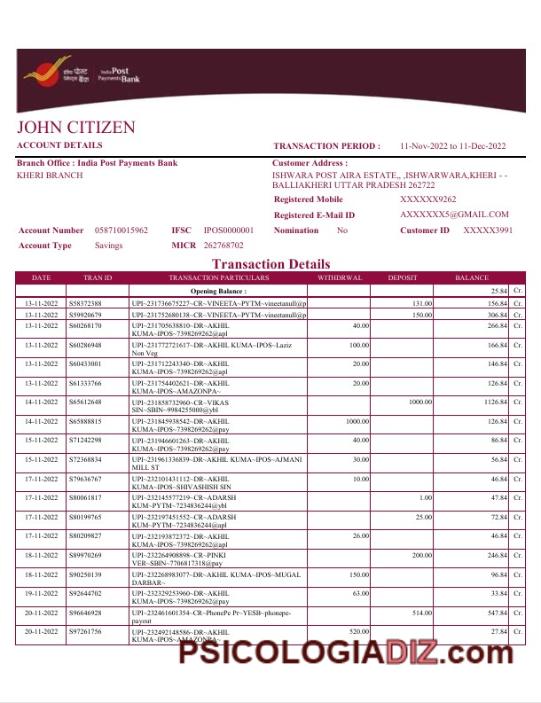 India Post
Payments Bank
JOHN CITIZEN
ACCOUNT DETAILS
TRANSACTION PERIOD : 11-Nov-2022 to 11-Dec-2022
Branch Office : India Post Payments Bank
Customer Address :
KHERI BRANCH
ISHWARA POST AIRA ESTATE,, ,ISHWARWARA,KHERI - -
BALLIAKHERI UTTAR PRADESH 262722
Registered Mobile XXXXXX9262
Registered E-Mail ID AXXXXXX5@GMAIL.COM
Account Number 058710015962 IFSC IPOS0000001 Nomination No Customer ID XXXXX3991
Account Type Savings MICR 262768702
Transaction Details
DATE TRAN ID TRANSACTION PARTICULARS WITHDRWAL DEPOSIT BALANCE
Opening Balance : 25.84 Cr.
13-11-2022 S58372388 UPI~231736675227~CR~VINEETA~PYTM~vineetanull@p 131.00 156.84 Cr.
13-11-2022 S59920679 UPI~231752680138~CR~VINEETA~PYTM~vineetanull@p 150.00 306.84 Cr.
13-11-2022 S60268170 UPI~231705638810~DR~AKHIL 40.00 266.84 Cr.
KUMA~IPOS~7398269262@apl
13-11-2022 S60286948 UPI~231772721617~DR~AKHIL KUMA~IPOS~Laziz 100.00 166.84 Cr.
Non Veg
13-11-2022 S60433001 UPI~231712243340~DR~AKHIL 20.00 146.84 Cr.
KUMA~IPOS~7398269262@apl
13-11-2022 S61333766 UPI~231754402621~DR~AKHIL 20.00 126.84 Cr.
KUMA~IPOS~AMAZONPA~
14-11-2022 S65612648 UPI~231858732960~CR~VIKAS 1000.00 1126.84 Cr.
SIN~SBIN~9984255000@ybl
14-11-2022 S65888815 UPI~231845938542~DR~AKHIL 1000.00 126.84 Cr.
KUMA~IPOS~7398269262@pay
15-11-2022 S71242298 UPI~231946601263~DR~AKHIL 40.00 86.84 Cr.
KUMA~IPOS~7398269262@pay
15-11-2022 S72368834 UPI~231961336839~DR~AKHIL KUMA~IPOS~AJMANI 30.00 56.84 Cr.
MILL ST
17-11-2022 S79636767 UPI~232101431112~DR~AKHIL 10.00 46.84 Cr.
KUMA~IPOS~SHIVASHISH SIN
17-11-2022 S80061817 UPI~232145577219~CR~ADARSH 1.00 47.84 Cr.
KUM~PYTM~7234836244@ybl
17-11-2022 S80199765 UPI~232197451552~CR~ADARSH 25.00 72.84 Cr.
KUM~PYTM~7234836244@apl
17-11-2022 S80209827 UPI~232193872372~DR~AKHIL 26.00 46.84 Cr.
KUMA~IPOS~7398269262@apl
18-11-2022 S89970269 UPI~232264908898~CR~PINKI 200.00 246.84 Cr.
VER~SBIN~7706817318@pay
18-11-2022 S90250139 UPI~232268983077~DR~AKHIL KUMA~IPOS~MUGAL 150.00 96.84 Cr.
DARBAR~
19-11-2022 S92644702 UPI~232329253960~DR~AKHIL 63.00 33.84 Cr.
KUMA~IPOS~7398269262@pay
20-11-2022 S96646928 UPI~232461601354~CR~PhonePe Pr~YESB~phonepe- 514.00 547.84 Cr.
payout
20-11-2022 S97261756 UPI~232492148586~DR~AKHIL 520.00 27.84 Cr.
KUMA~IPOS~AMAZONPA~
PSICOLOGIADIZ.com